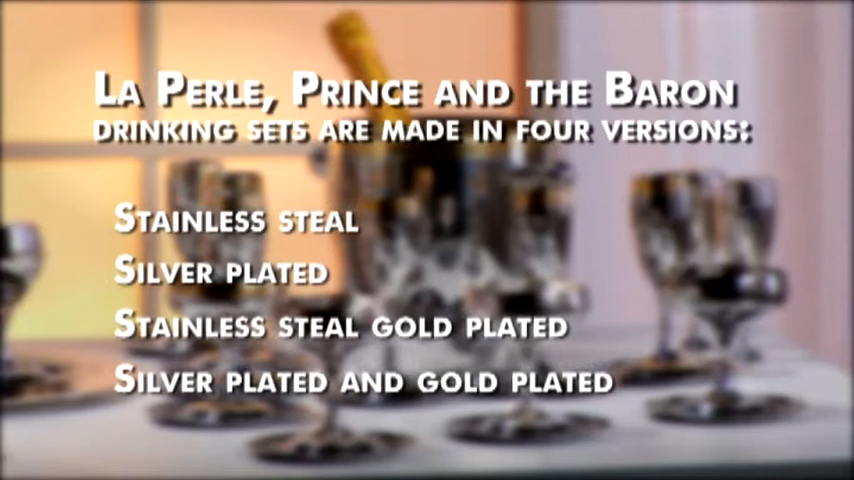 La Perle, Prince and the Baron
drinking sets are made in four versions:
Stainless steal
Silver plated
Stainless steal gold plated
Silver plated and gold plated